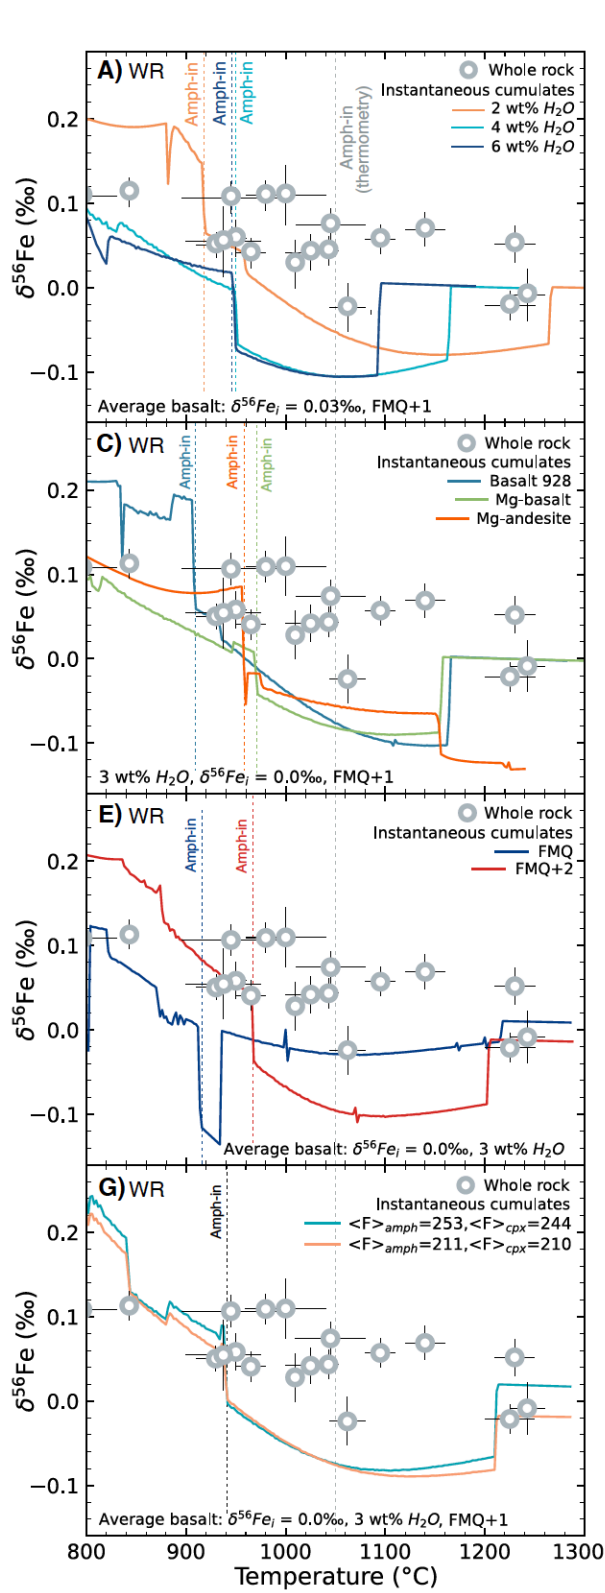 A) WR
Whole rock
Instantaneous cumulates
2 wt% H2O
4 wt% H2O
6 wt% H2O
Amph-in
Amph-in
Amph-in
Amph-in
(thermometry)
0.2
0.1
0.0
−0.1
δ56Fe (‰)
Average basalt: δ56Fei = 0.03‰, FMQ+1
C) WR
Whole rock
Instantaneous cumulates
Basalt 928
Mg-basalt
Mg-andesite
Amph-in
Amph-in
Amph-in
0.2
0.1
0.0
−0.1
δ56Fe (‰)
3 wt% H2O, δ56Fei = 0.0‰, FMQ+1
E) WR
Whole rock
Instantaneous cumulates
FMQ
FMQ+2
Amph-in
Amph-in
0.2
0.1
0.0
−0.1
δ56Fe (‰)
Average basalt: δ56Fei = 0.0‰, 3 wt% H2O
G) WR
Whole rock
Instantaneous cumulates
<F>amph=253,<F>cpx=244
<F>amph=211,<F>cpx=210
Amph-in
0.2
0.1
0.0
−0.1
δ56Fe (‰)
Average basalt: δ56Fei = 0.0‰, 3 wt% H2O, FMQ+1
800 900 1000 1100 1200 1300
Temperature (°C)